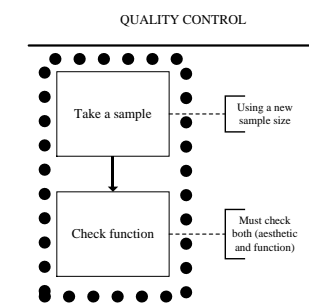 QUALITY CONTROL
Take a sample
Using a new
sample size
Check function
Must check
both (aesthetic
and function)